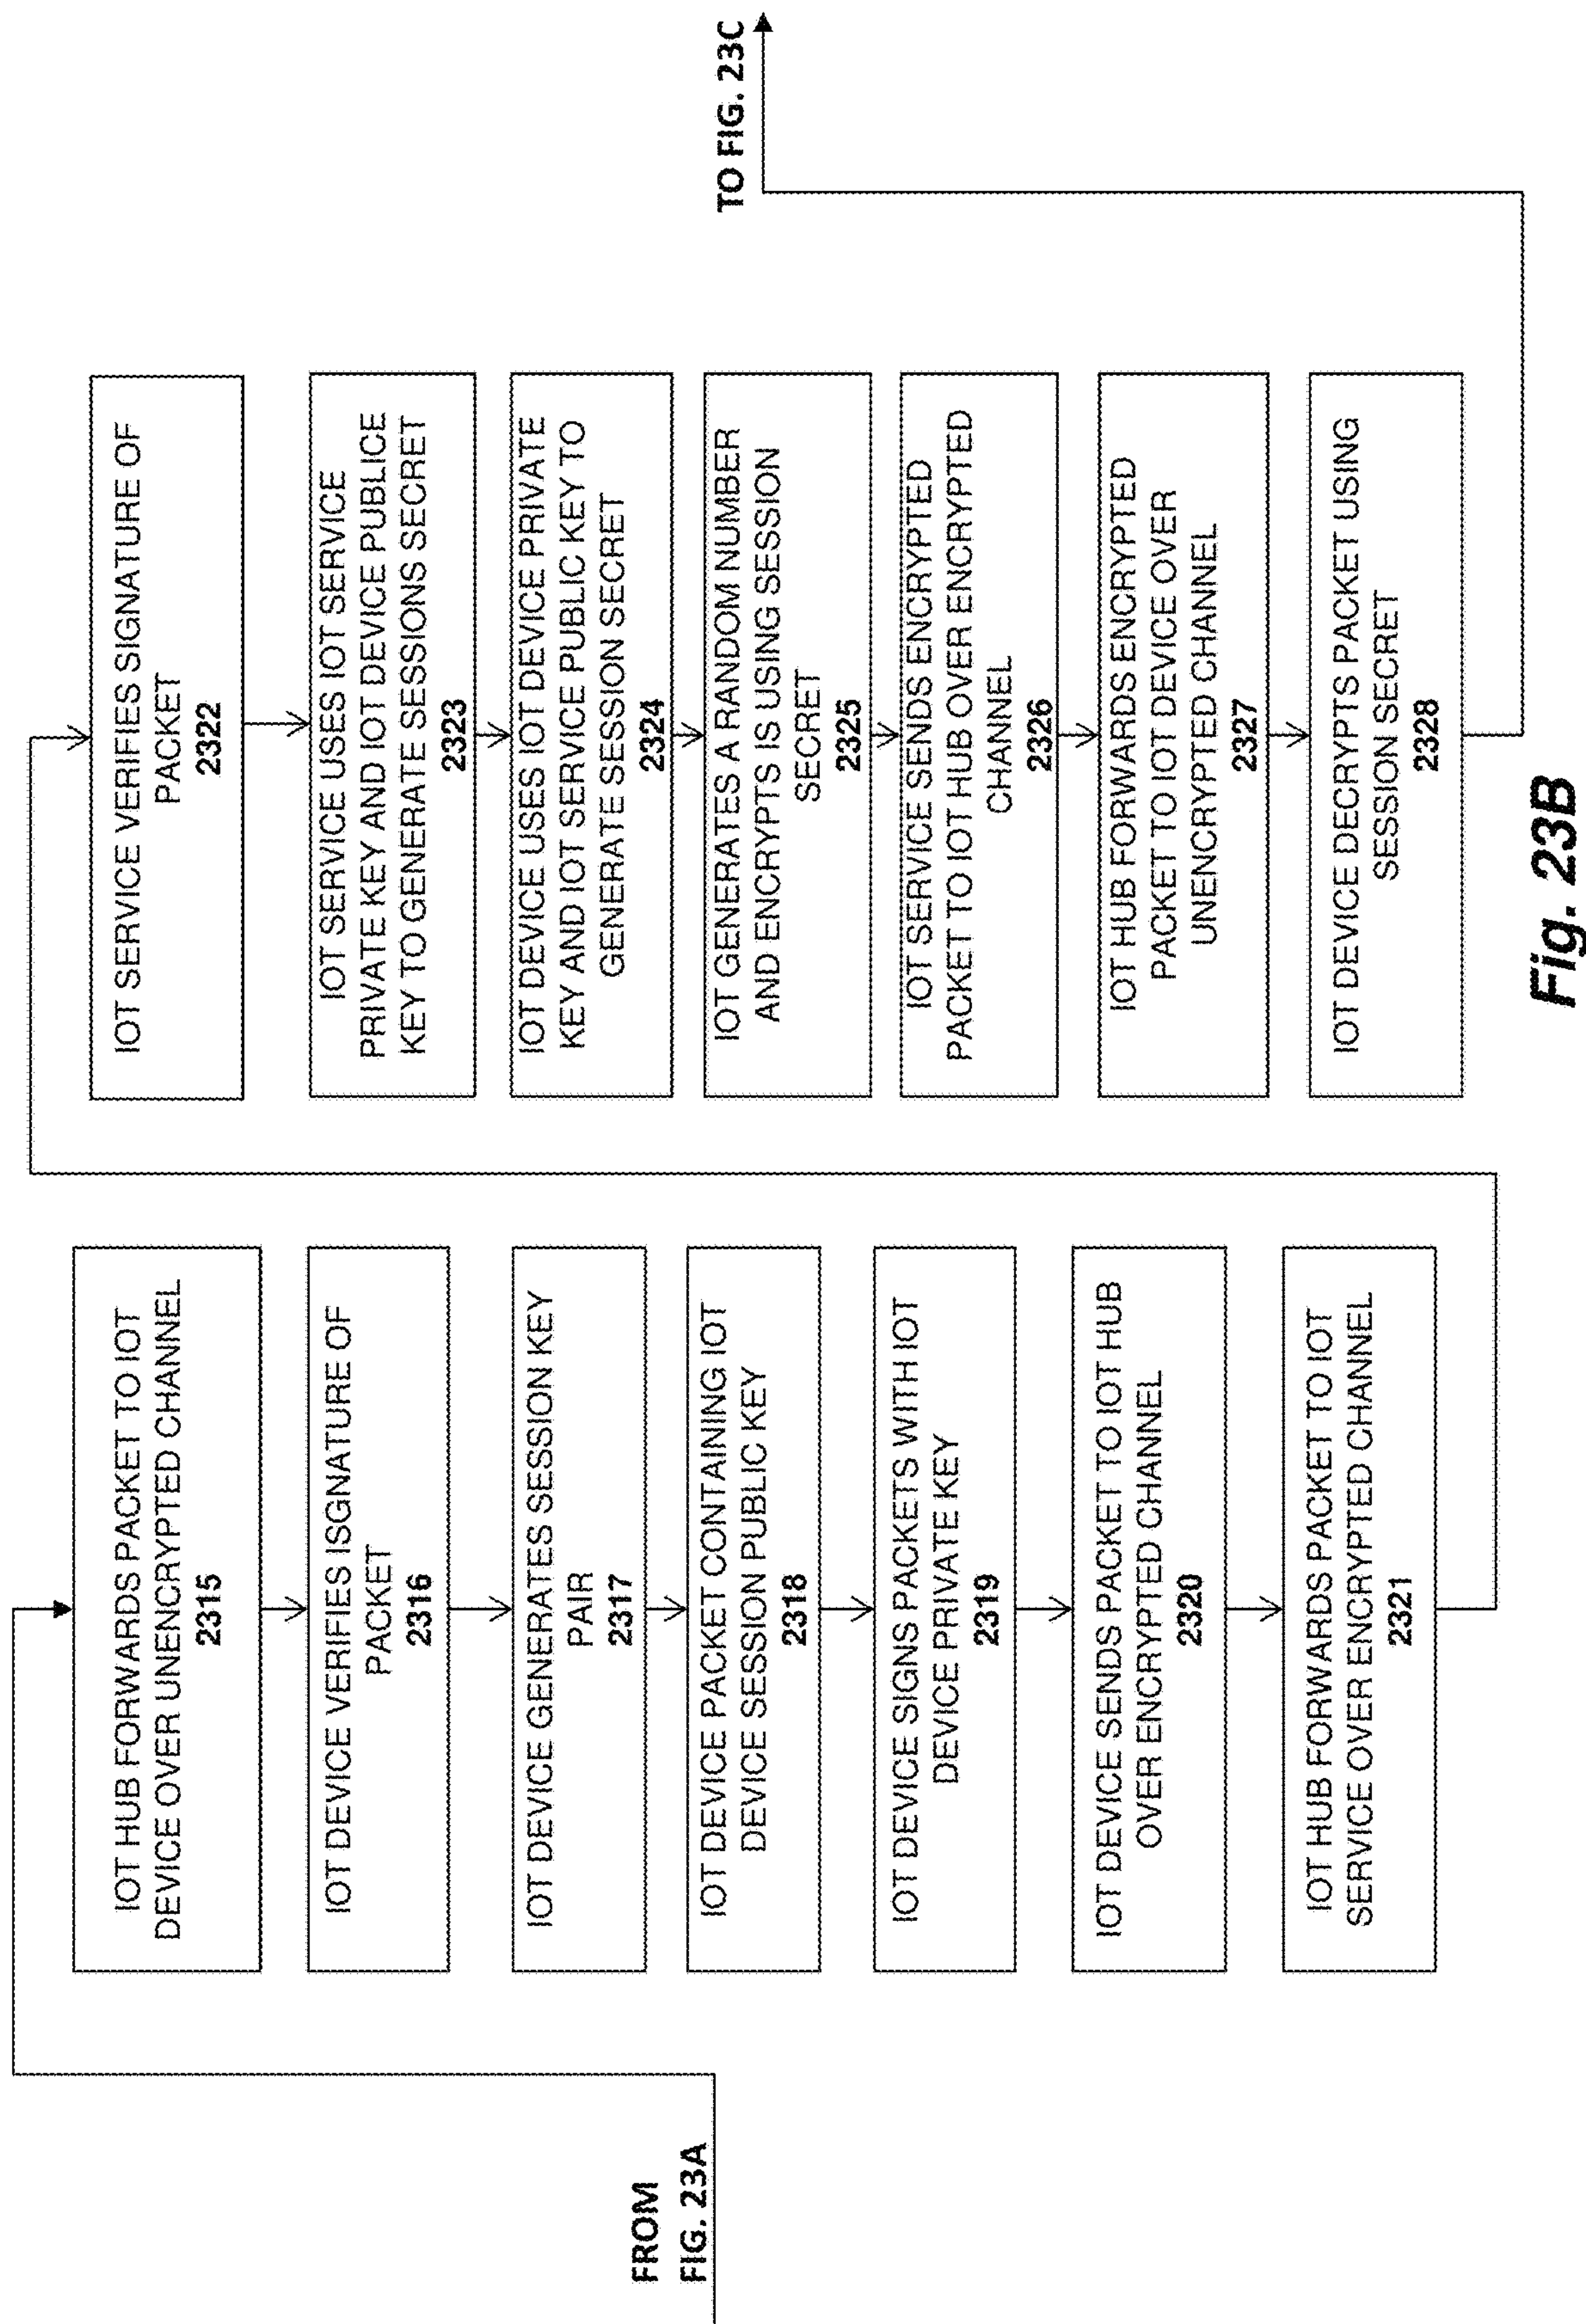 FROM
FIG. 23A
IOT HUB FORWARDS PACKET TO IOT
DEVICE OVER UNENCRYPTED CHANNEL
2315
IOT DEVICE VERIFIES ISGNATURE OF
PACKET
2316
IOT DEVICE GENERATES SESSION KEY
PAIR
2317
IOT DEVICE PACKET CONTAINING IOT
DEVICE SESSION PUBLIC KEY
2318
IOT DEVICE SIGNS PACKETS WITH IOT
DEVICE PRIVATE KEY
2319
IOT DEVICE SENDS PACKET TO IOT HUB
OVER ENCRYPTED CHANNEL
2320
IOT HUB FORWARDS PACKET TO IOT
SERVICE OVER ENCRYPTED CHANNEL
2321
IOT SERVICE VERIFIES SIGNATURE OF
PACKET
2322
IOT SERVICE USES IOT SERVICE
PRIVATE KEY AND IOT DEVICE PUBLICE
KEY TO GENERATE SESSIONS SECRET
2323
IOT DEVICE USES IOT DEVICE PRIVATE
KEY AND IOT SERVICE PUBLIC KEY TO
GENERATE SESSION SECRET
2324
IOT GENERATES A RANDOM NUMBER
AND ENCRYPTS IS USING SESSION
SECRET
2325
IOT SERVICE SENDS ENCRYPTED
PACKET TO IOT HUB OVER ENCRYPTED
CHANNEL
2326
IOT HUB FORWARDS ENCRYPTED
PACKET TO IOT DEVICE OVER
UNENCRYPTED CHANNEL
2327
IOT DEVICE DECRYPTS PACKET USING
SESSION SECRET
2328
TO FIG. 23C
Fig. 23B